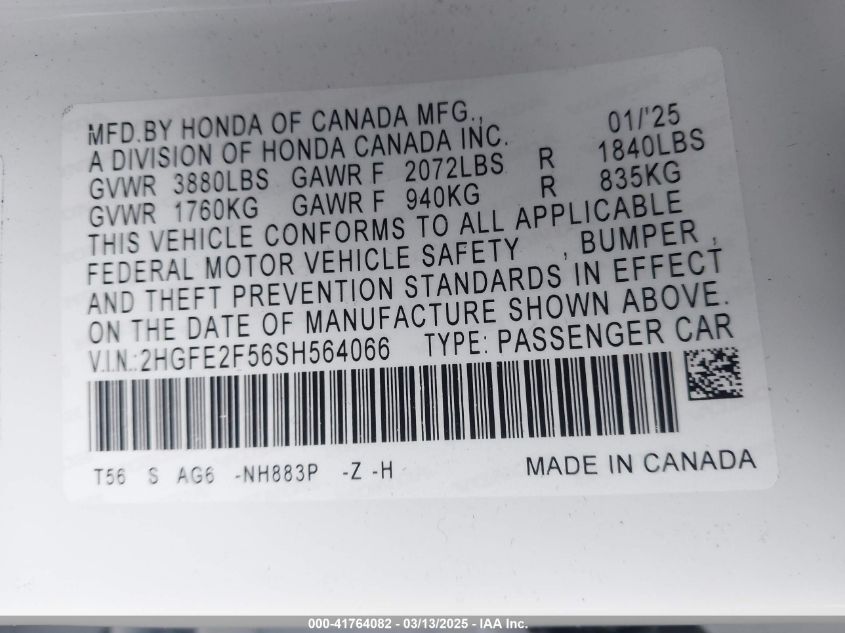 MFD.BY HONDA OF CANADA MFG., 01/'25
A DIVISION OF HONDA CANADA INC.
GVWR 3880LBS GAWR F 2072LBS R 1840LBS
GVWR 1760KG GAWR F 940KG R 835KG
THIS VEHICLE CONFORMS TO ALL APPLICABLE
FEDERAL MOTOR VEHICLE SAFETY , BUMPER ,
AND THEFT PREVENTION STANDARDS IN EFFECT
ON THE DATE OF MANUFACTURE SHOWN ABOVE.
V.I.N.:2HGFE2F56SH564066 TYPE: PASSENGER CAR
T56 S AG6 -NH883P -Z -H MADE IN CANADA
000-41764082 - 03/13/2025 - IAA Inc.